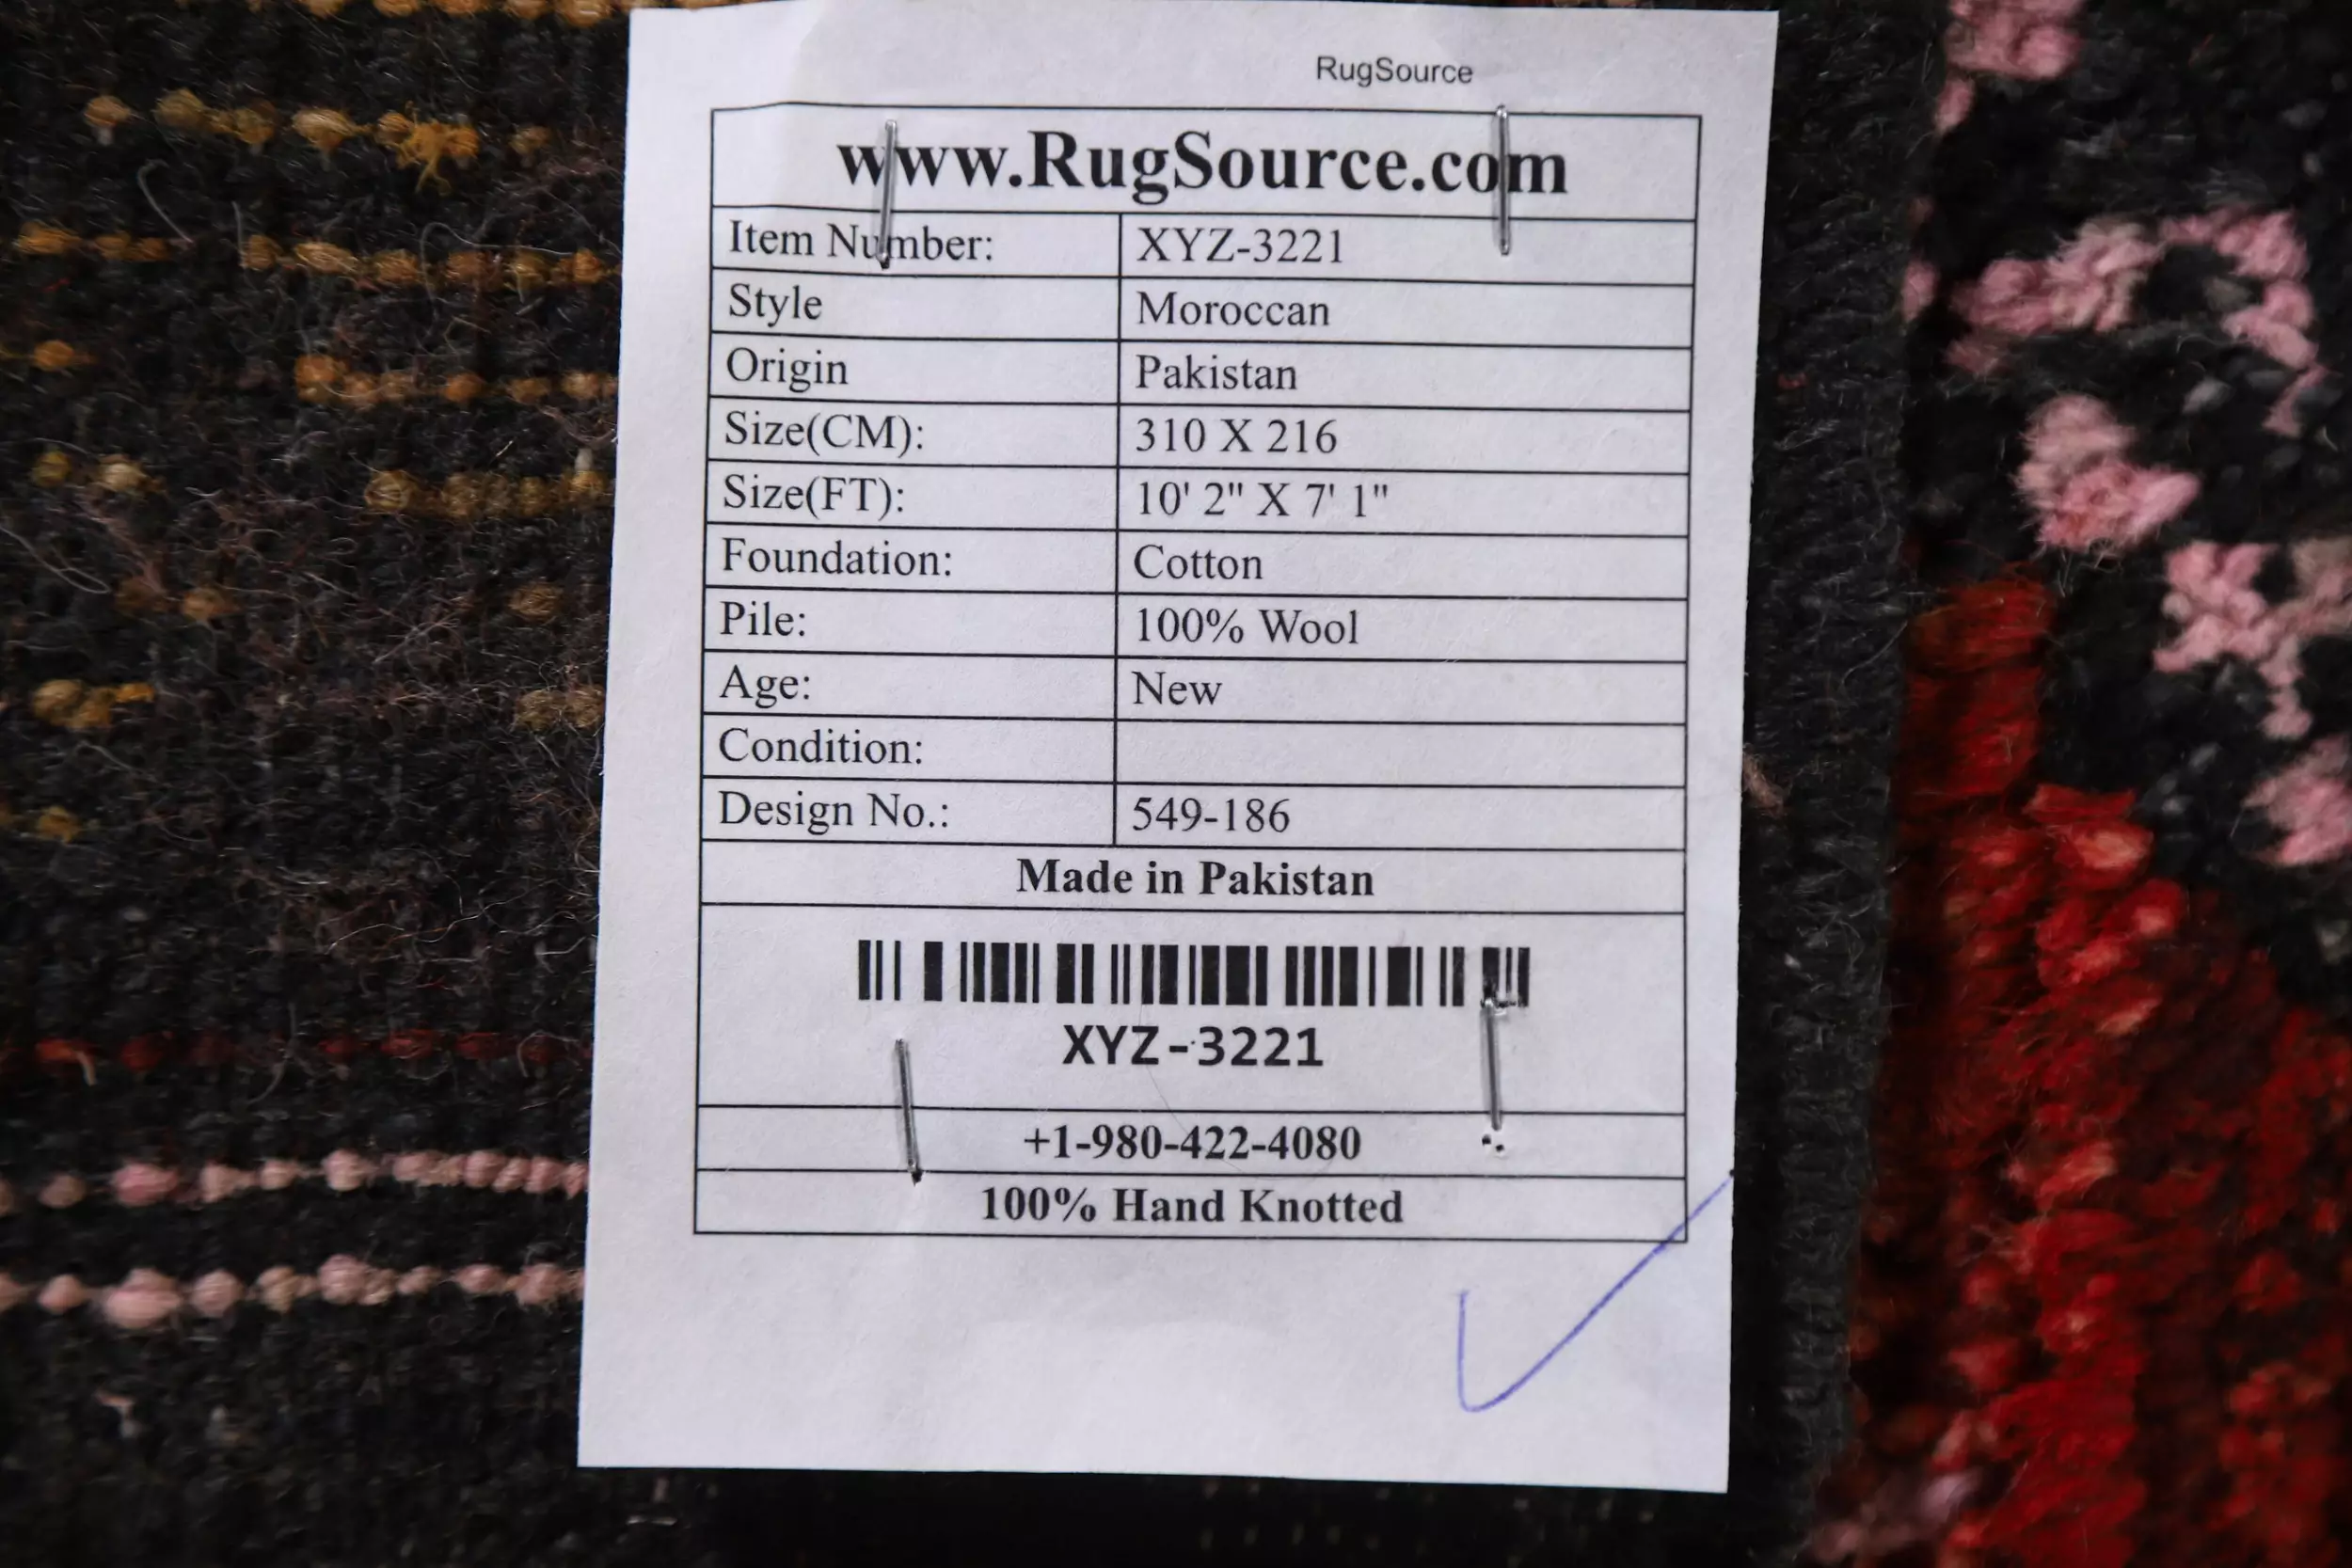 RugSource
www.RugSource.com
Item Number: XYZ-3221
Style Moroccan
Origin Pakistan
Size(CM): 310 X 216
Size(FT): 10' 2" X 7' 1"
Foundation: Cotton
Pile: 100% Wool
Age: New
Condition:
Design No.: 549-186
Made in Pakistan
XYZ-3221
+1-980-422-4080
100% Hand Knotted